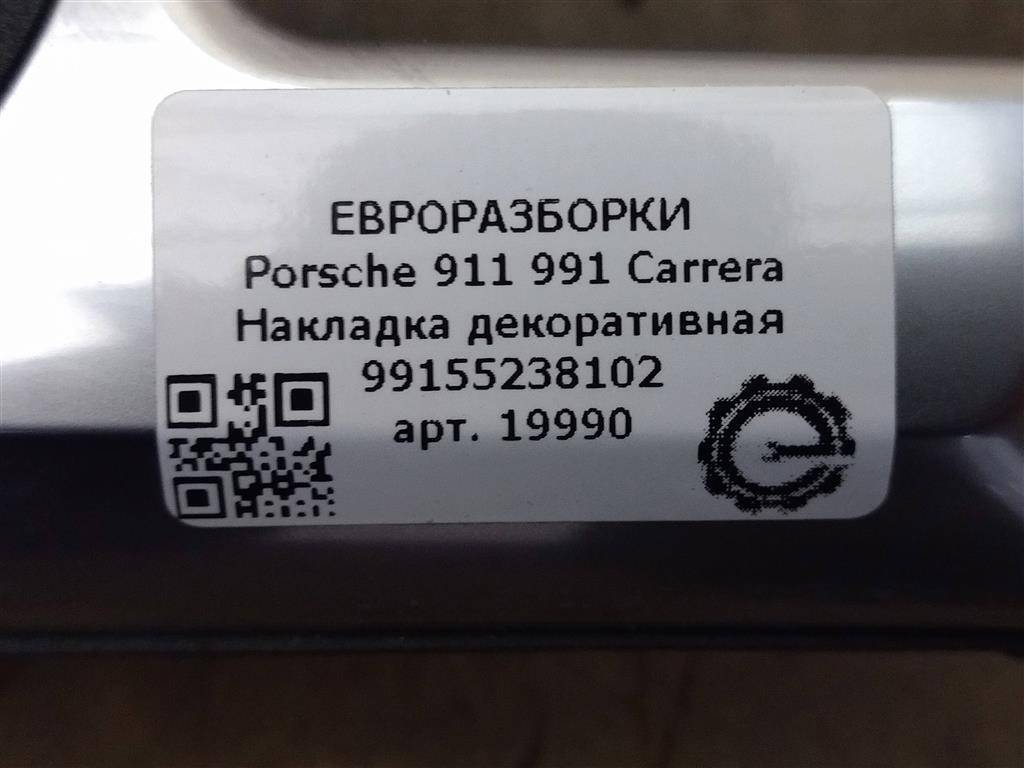 ЕВРОРАЗБОРКИ
Porsche 911 991 Carrera
Накладка декоративная
99155238102
арт. 19990